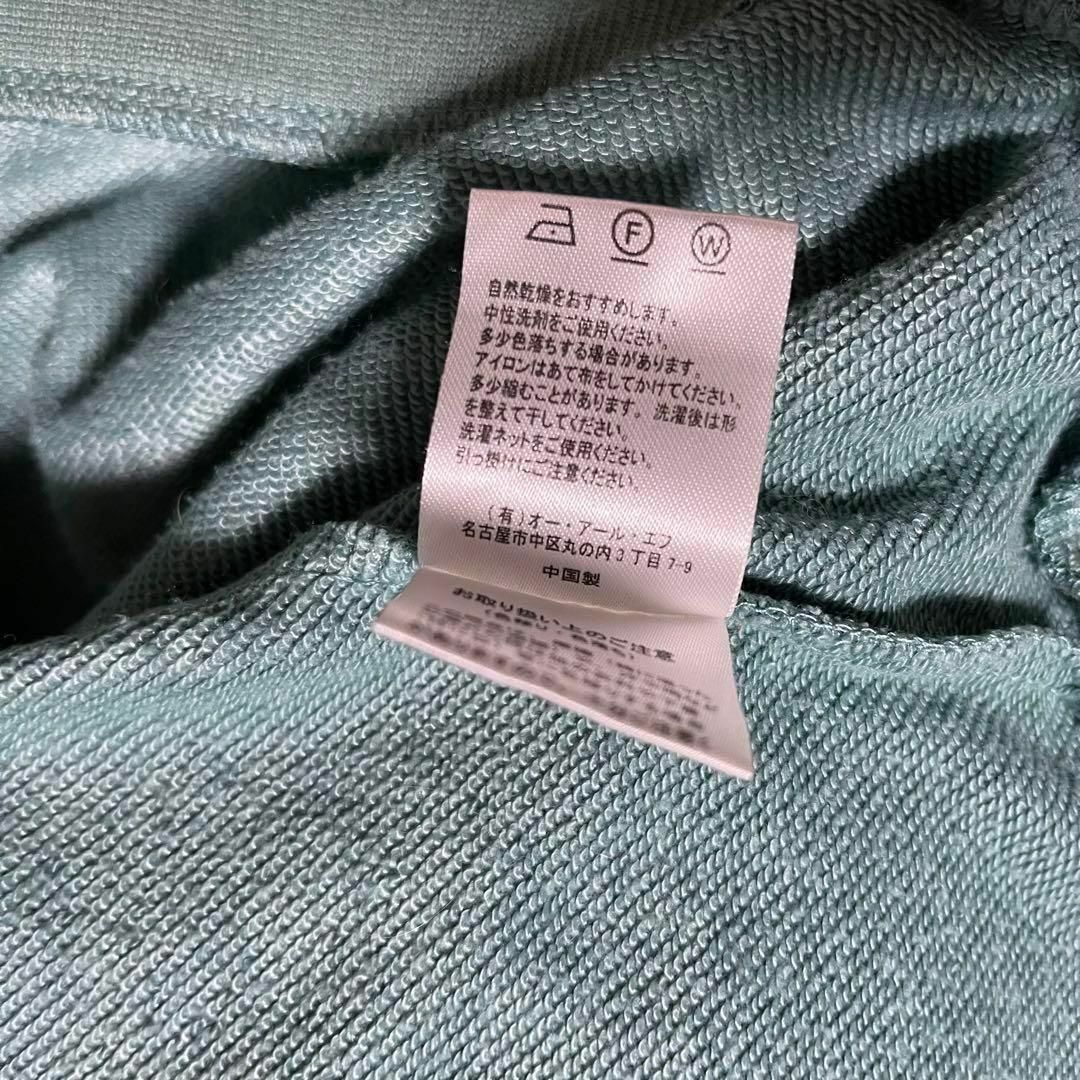 F W
自然乾燥をおすすめします。
中性洗剤をご使用ください。
多少色落ちする場合があります。
アイロンはあて布をしてかけてください。
多少縮むことがあります。洗濯後は形
を整えて干してください。
洗濯ネットをご使用ください。
引っ掛けにご注意ください。
(有)オー・アール・エフ
名古屋市中区丸の内3丁目7-9
中国製
お取り扱い上のご注意